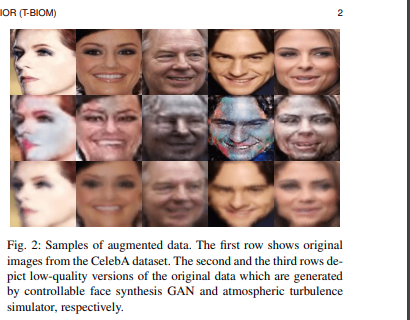 IOR (T-BIOM)
2
Fig. 2: Samples of augmented data. The first row shows original
images from the CelebA dataset. The second and the third rows de-
pict low-quality versions of the original data which are generated
by controllable face synthesis GAN and atmospheric turbulence
simulator, respectively.